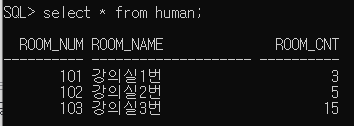 SQL> select * from human;
ROOM_NUM ROOM_NAME ROOM_CNT
---------- -------------------- ----------
101 강의실1번 3
102 강의실2번 5
103 강의실3번 15